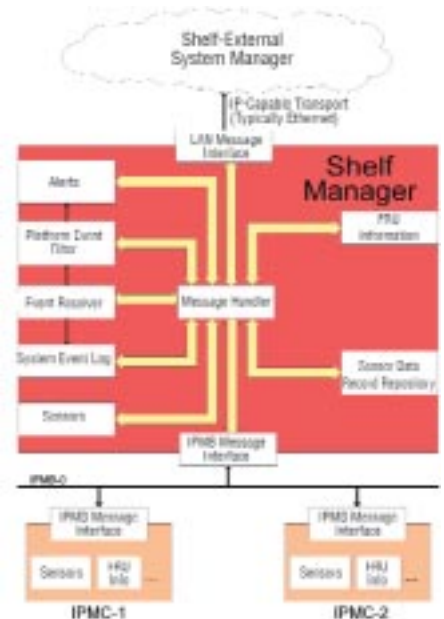 Shelf-External
System Manager
IP-Capable Transport
(Typically Ethernet)
LAN Message
Interface
Shelf
Manager
Alerts
Platform Event
Filter
FRU
Information
Event Receiver
Message Handler
System Event Log
Sensor Data
Record Repository
Sensors
IPMB Message
Interface
IPMB-0
IPMB Message
Interface
Sensors
FRU
Info
...
IPMC-1
IPMB Message
Interface
Sensors
FRU
Info
...
IPMC-2